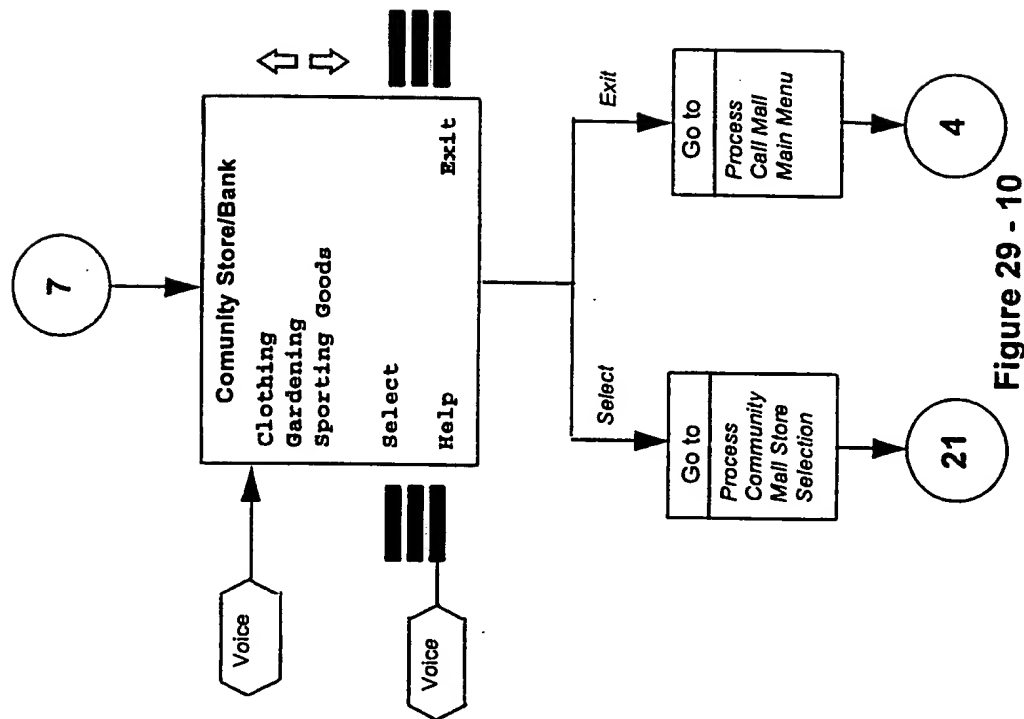 7
Comunity Store/Bank
Clothing
Gardening
Sporting Goods
Select
Help
Exit
Voice
Voice
Select
Exit
Go to
Process
Community
Mall Store
Selection
Go to
Process
Call Mall
Main Menu
21
4
Figure 29 - 10